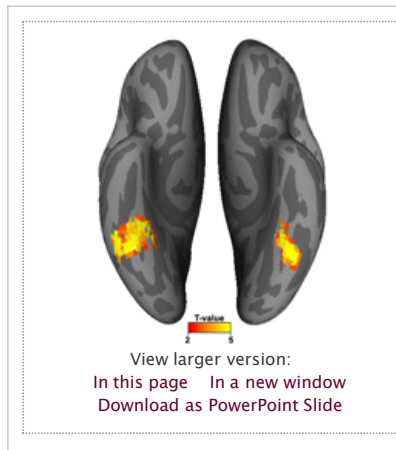 T-value
2 5
View larger version:
In this page In a new window
Download as PowerPoint Slide